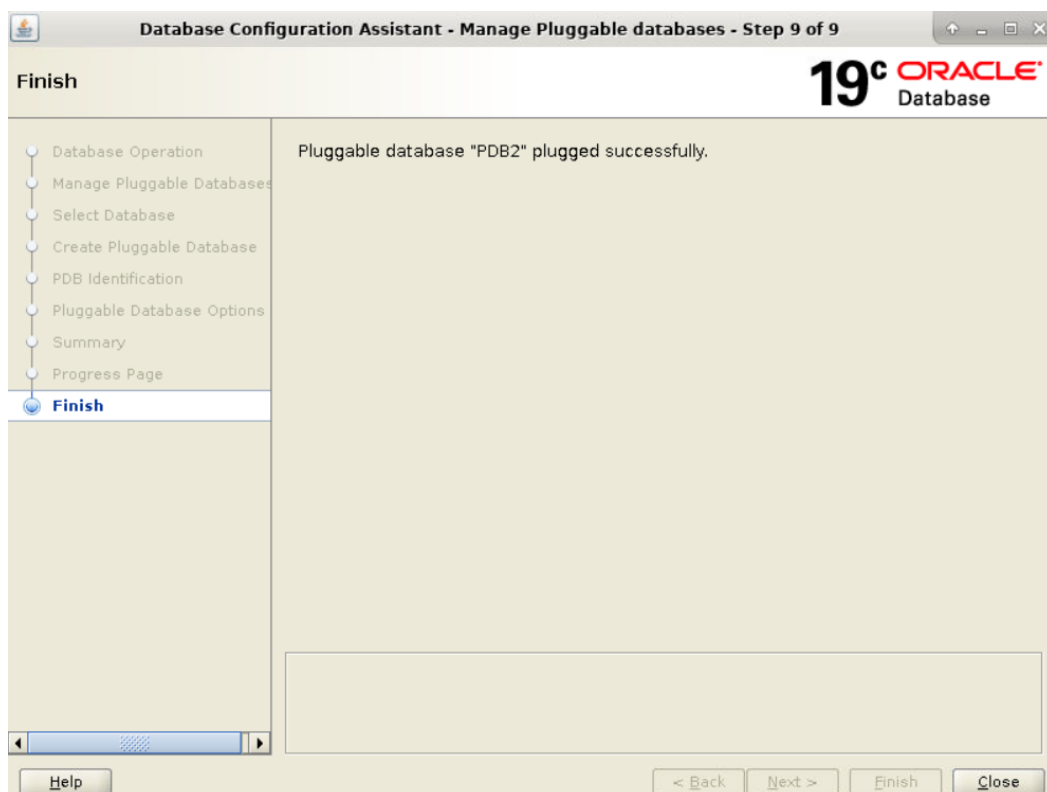 Database Configuration Assistant - Manage Pluggable databases - Step 9 of 9
Finish
19c ORACLE
Database
Database Operation
Manage Pluggable Databases
Select Database
Create Pluggable Database
PDB Identification
Pluggable Database Options
Summary
Progress Page
Finish
Pluggable database "PDB2" plugged successfully.
Help
< Back
Next >
Finish
Close